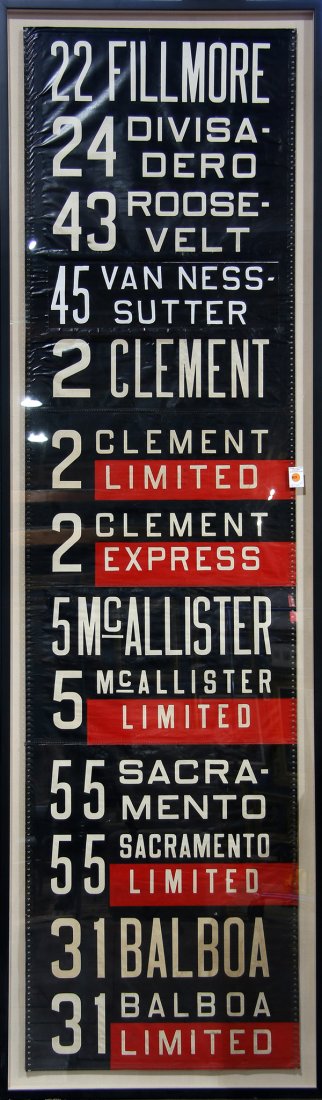 22 FILLMORE
24 DIVISA-
DERO
43 ROOSE-
VELT
45 VAN NESS-
SUTTER
2 CLEMENT
2 CLEMENT
LIMITED
2 CLEMENT
EXPRESS
5 McALLISTER
5 McALLISTER
LIMITED
55 SACRA-
MENTO
55 SACRAMENTO
LIMITED
31 BALBOA
31 BALBOA
LIMITED